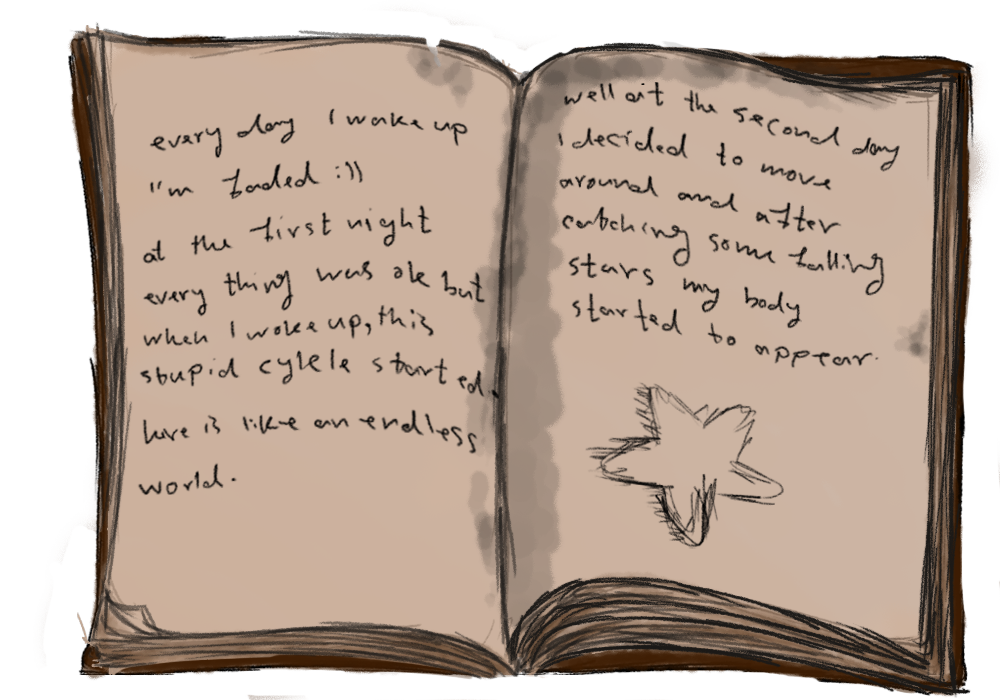 every day I wake up
I'm faded :))
at the first night
every thing was ok but
when I woke up, this
stupid cylele started.
here is like an endless
world.
well at the second day
I decided to move
around and after
catching some falling
stars my body
started to appear.